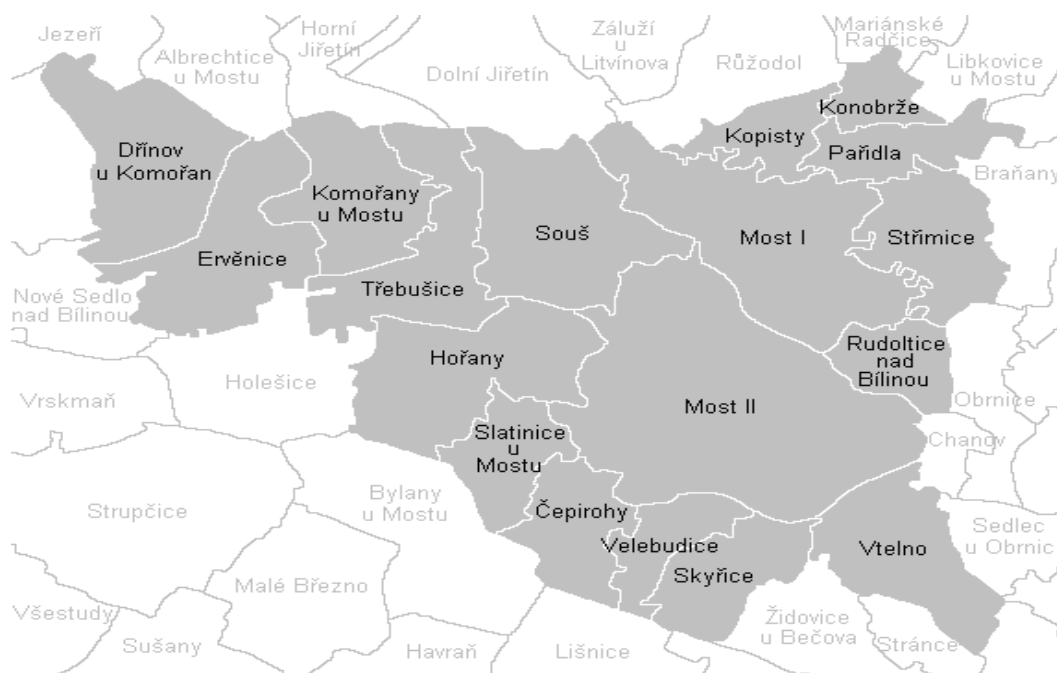 Jezeří
Albrechtice
u Mostu
Horní
Jiřetín
Dolní Jiřetín
Záluží
u
Litvínova
Růžodol
Mariánské
Radčice
Libkovice
u Mostu
Dřínov
u Komořan
Komořany
u Mostu
Ervěnice
Třebušice
Souš
Kopisty
Konobrže
Pařidla
Braňany
Most I
Střimice
Nové Sedlo
nad Bílinou
Holešice
Hořany
Rudoltice
nad
Bílinou
Vrskmaň
Most II
Obrnice
Slatinice
u
Mostu
Chanov
Strupčice
Bylany
u Mostu
Čepirohy
Velebudice
Skyřice
Vtelno
Sedlec
u Obrnic
Malé Březno
Všestudy
Sušany
Havraň
Lišnice
Židovice
u Bečova
Stránce